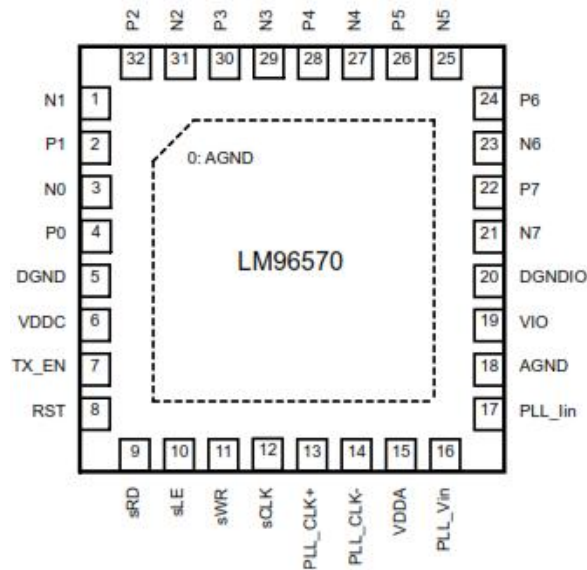 P2 N2 P3 N3 P4 N4 P5 N5
32 31 30 29 28 27 26 25
N1 1 24 P6
P1 2 23 N6
0: AGND
N0 3 22 P7
P0 4 21 N7
LM96570
DGND 5 20 DGNDIO
VDDC 6 19 VIO
TX_EN 7 18 AGND
RST 8 17 PLL_Iin
9 10 11 12 13 14 15 16
sRD sLE sWR sCLK PLL_CLK+ PLL_CLK- VDDA PLL_Vin